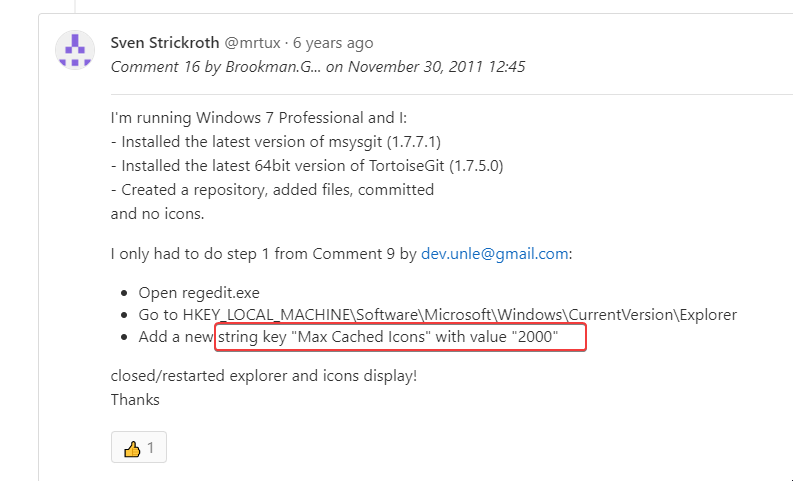 Sven Strickroth @mrtux · 6 years ago
Comment 16 by Brookman.G... on November 30, 2011 12:45
I'm running Windows 7 Professional and I:
- Installed the latest version of msysgit (1.7.7.1)
- Installed the latest 64bit version of TortoiseGit (1.7.5.0)
- Created a repository, added files, committed
and no icons.
I only had to do step 1 from Comment 9 by dev.unle@gmail.com:
• Open regedit.exe
• Go to HKEY_LOCAL_MACHINE\Software\Microsoft\Windows\CurrentVersion\Explorer
• Add a new string key "Max Cached Icons" with value "2000"
closed/restarted explorer and icons display!
Thanks
👍 1